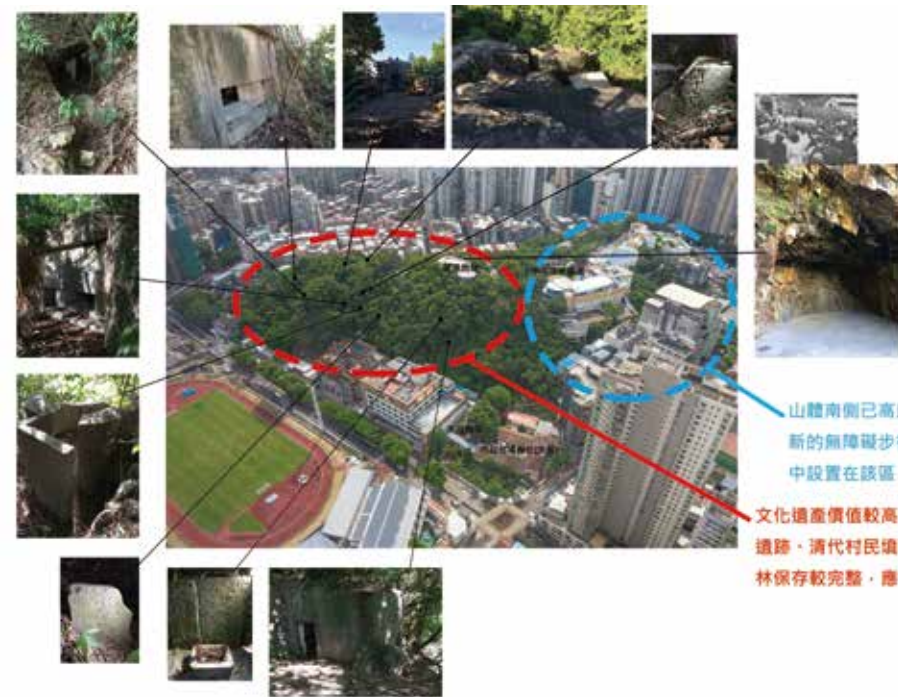 山體南側已高
新的無障礙步
中設置在該區
文化遺產價值較高
遺跡、清代村民墳
林保存較完整，應